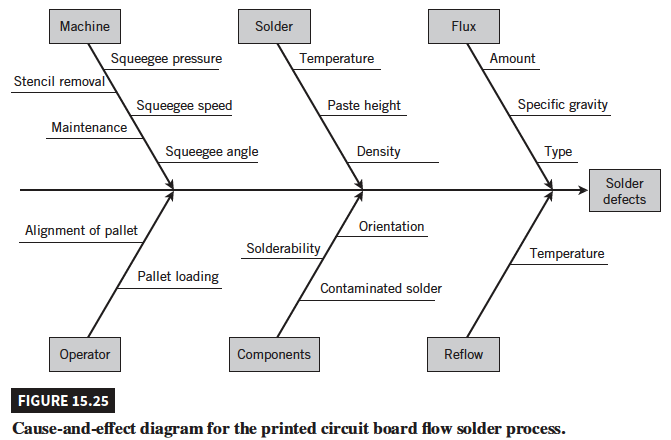 Machine
Solder
Flux
Squeegee pressure
Stencil removal
Squeegee speed
Maintenance
Squeegee angle
Temperature
Paste height
Density
Amount
Specific gravity
Type
Solder
defects
Alignment of pallet
Pallet loading
Orientation
Solderability
Contaminated solder
Temperature
Operator
Components
Reflow
FIGURE 15.25
Cause-and-effect diagram for the printed circuit board flow solder process.